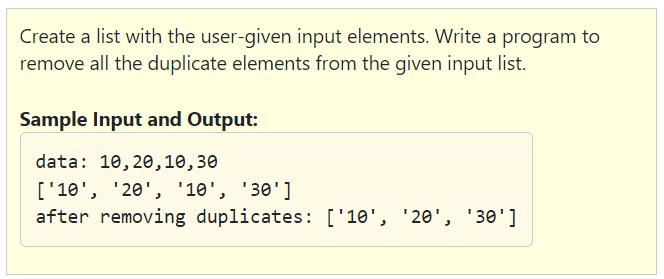 Create a list with the user-given input elements. Write a program to
remove all the duplicate elements from the given input list.
Sample Input and Output:
data: 10,20,10,30
['10', '20', '10', '30']
after removing duplicates: ['10', '20', '30']